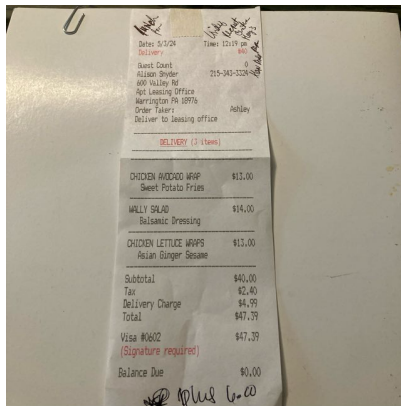 Date: 5/3/24 Time: 12:19 pm
Delivery #40
Guest Count 0
Alison Snyder 215-343-3324
600 Valley Rd
Apt Leasing Office
Warrington PA 18976
Order Taker: Ashley
Deliver to leasing office
DELIVERY (3 items)
CHICKEN AVOCADO WRAP $13.00
Sweet Potato Fries
WALLY SALAD $14.00
Balsamic Dressing
CHICKEN LETTUCE WRAPS $13.00
Asian Ginger Sesame
Subtotal $40.00
Tax $2.40
Delivery Charge $4.99
Total $47.39
Visa #0602 $47.39
(Signature required)
Balance Due $0.00
plus 6.00